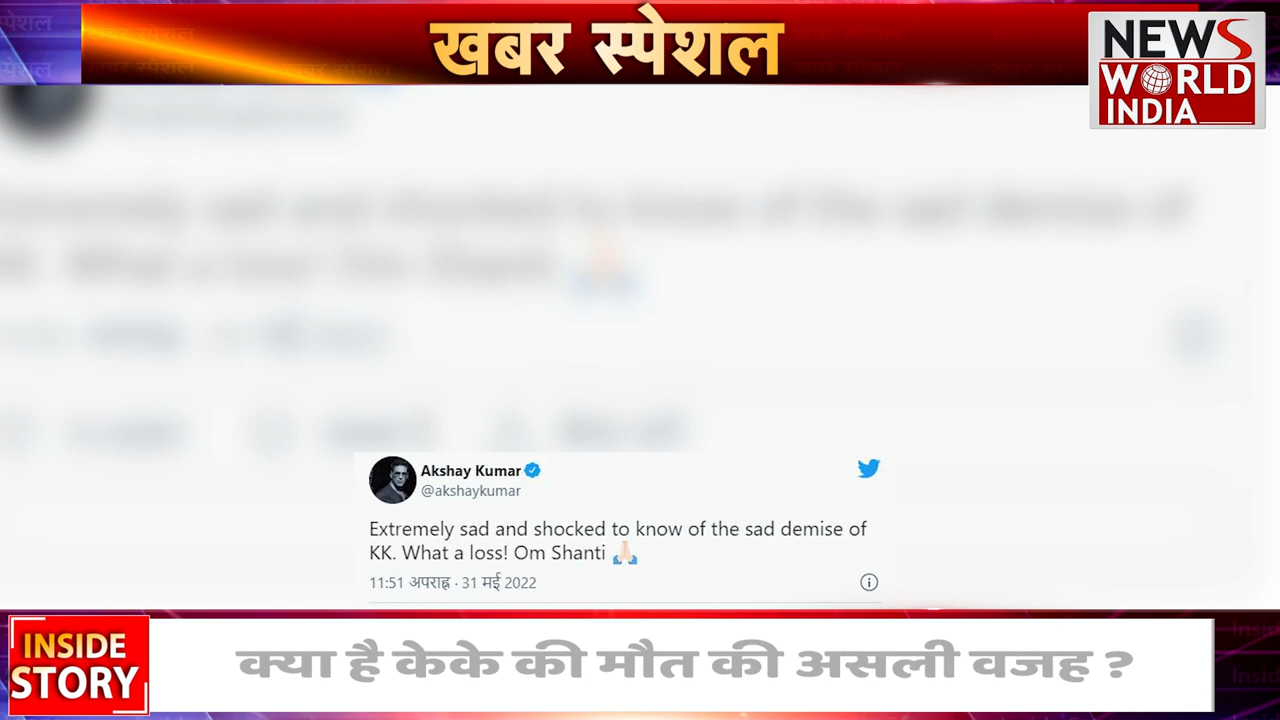 खबर स्पेशल
NEWS
WORLD
INDIA
Akshay Kumar
@akshaykumar
Extremely sad and shocked to know of the sad demise of
KK. What a loss! Om Shanti 🙏🏻
11:51 अपराह्न · 31 मई 2022
INSIDE
STORY
क्या है केके की मौत की असली वजह ?